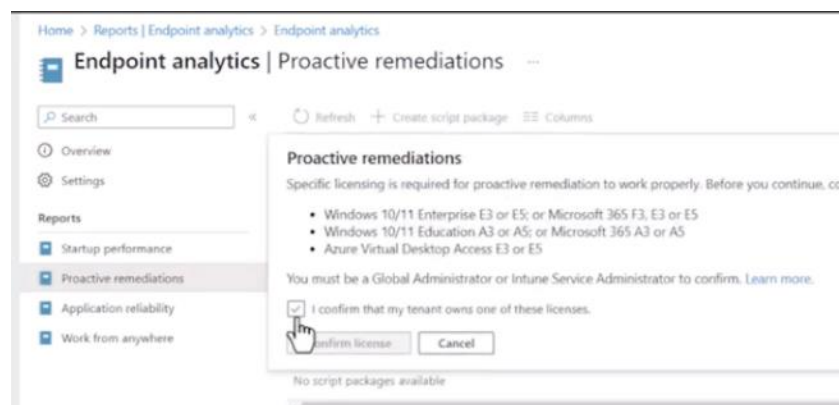 Home > Reports | Endpoint analytics > Endpoint analytics
Endpoint analytics | Proactive remediations ...
Search
«
Refresh + Create script package Columns
Overview
Settings
Reports
Startup performance
Proactive remediations
Application reliability
Work from anywhere
Proactive remediations
Specific licensing is required for proactive remediation to work properly. Before you continue, co
• Windows 10/11 Enterprise E3 or E5; or Microsoft 365 F3, E3 or E5
• Windows 10/11 Education A3 or A5; or Microsoft 365 A3 or A5
• Azure Virtual Desktop Access E3 or E5
You must be a Global Administrator or Intune Service Administrator to confirm. Learn more.
I confirm that my tenant owns one of these licenses.
onfirm license Cancel
No script packages available